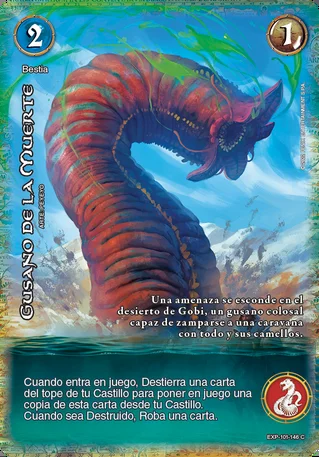 2
1
Bestia
Gusano de la Muerte
Una amenaza se esconde en el
desierto de Gobi, un gusano colosal
capaz de zamparse a una caravana
con todo y sus camellos.
Cuando entra en juego, Destierra una carta
del tope de tu Castillo para poner en juego una
copia de esta carta desde tu Castillo.
Cuando sea Destruido, Roba una carta.
EXP-101-146 C